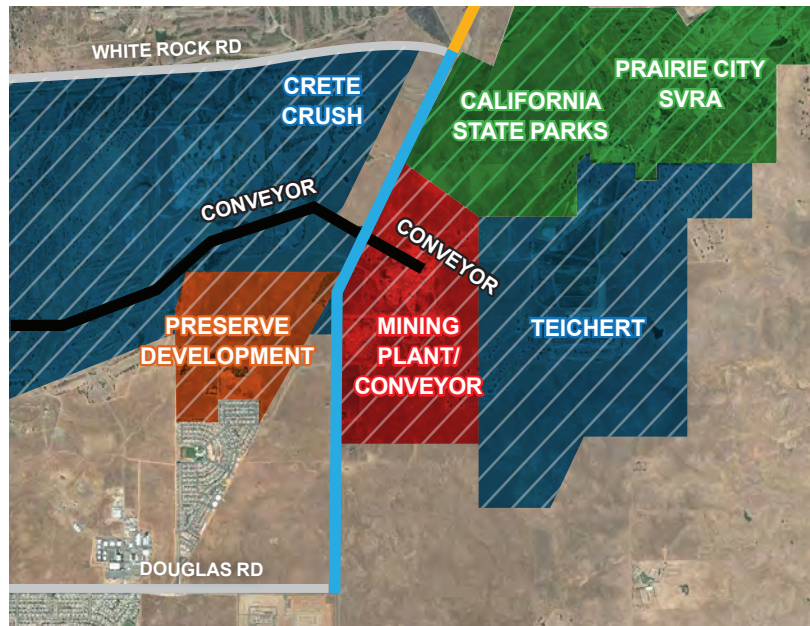 WHITE ROCK RD
CRETE
CRUSH
CALIFORNIA
STATE PARKS
PRAIRIE CITY
SVRA
CONVEYOR
CONVEYOR
PRESERVE
DEVELOPMENT
MINING
PLANT/
CONVEYOR
TEICHERT
DOUGLAS RD